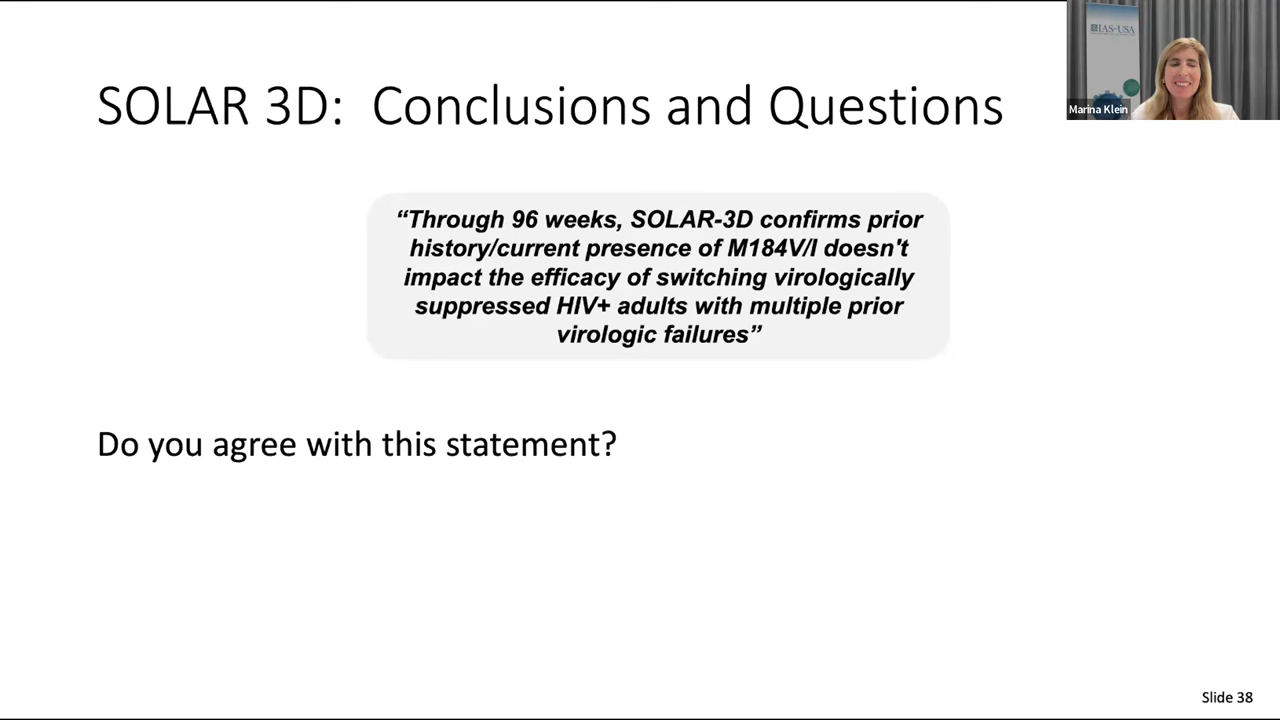 IAS-USA
SOLAR 3D: Conclusions and Questions
Marina Klein
“Through 96 weeks, SOLAR-3D confirms prior
history/current presence of M184V/I doesn't
impact the efficacy of switching virologically
suppressed HIV+ adults with multiple prior
virologic failures”
Do you agree with this statement?
Slide 38